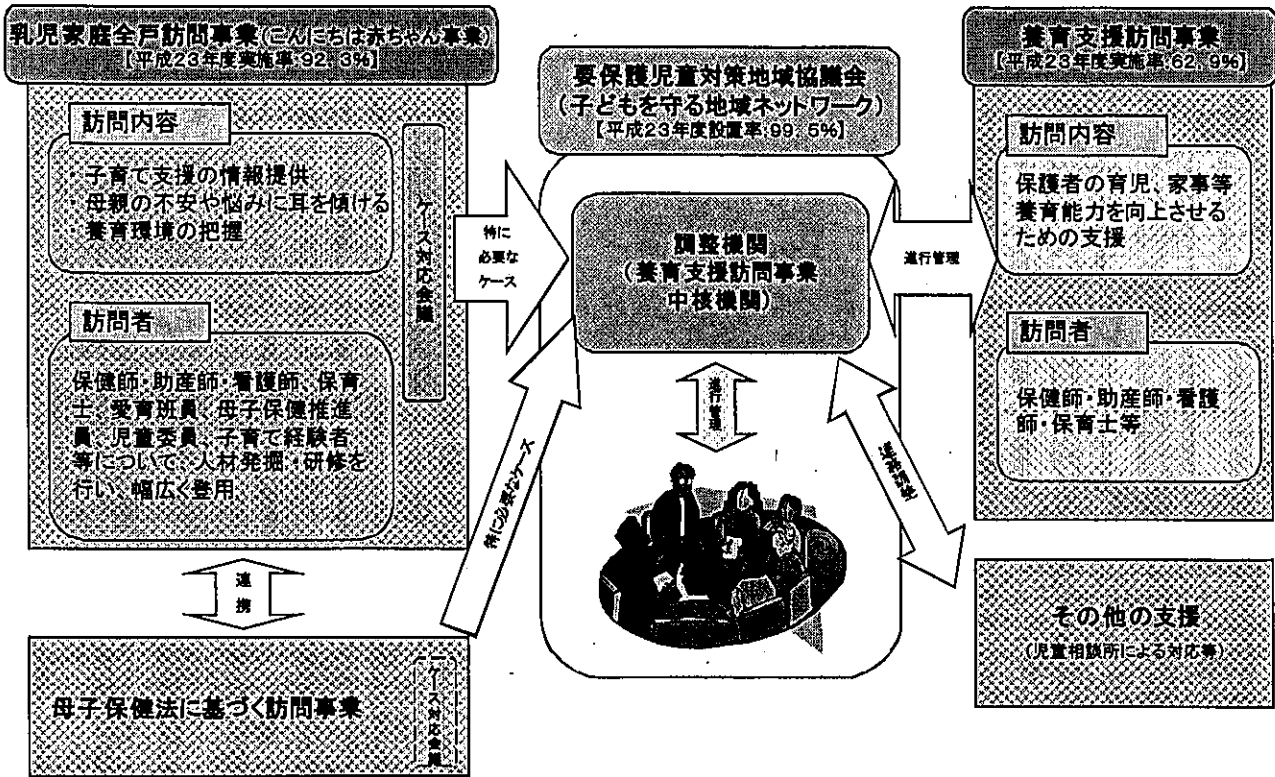 乳児家庭全戸訪問事業(こんにちは赤ちゃん事業)
【平成23年度実施率:92.3%】
訪問内容
・子育て支援の情報提供
・母親の不安や悩みに耳を傾ける
・養育環境の把握
訪問者
保健師・助産師・看護師、保育
士、愛育班員、母子保健推進
員、児童委員、子育て経験者
等について、人材発掘・研修を
行い、幅広く登用
ケース対応会議
連
携
母子保健法に基づく訪問事業
ケース対応会議
特に
必要な
ケース
特に必要なケース
要保護児童対策地域協議会
(子どもを守る地域ネットワーク)
【平成23年度設置率:99.5%】
調整機関
(養育支援訪問事業
中核機関)
進行管理
進行管理
連絡調整
養育支援訪問事業
【平成23年度実施率:62.9%】
訪問内容
保護者の育児、家事等
養育能力を向上させる
ための支援
訪問者
保健師・助産師・看護
師・保育士等
その他の支援
(児童相談所による対応等)